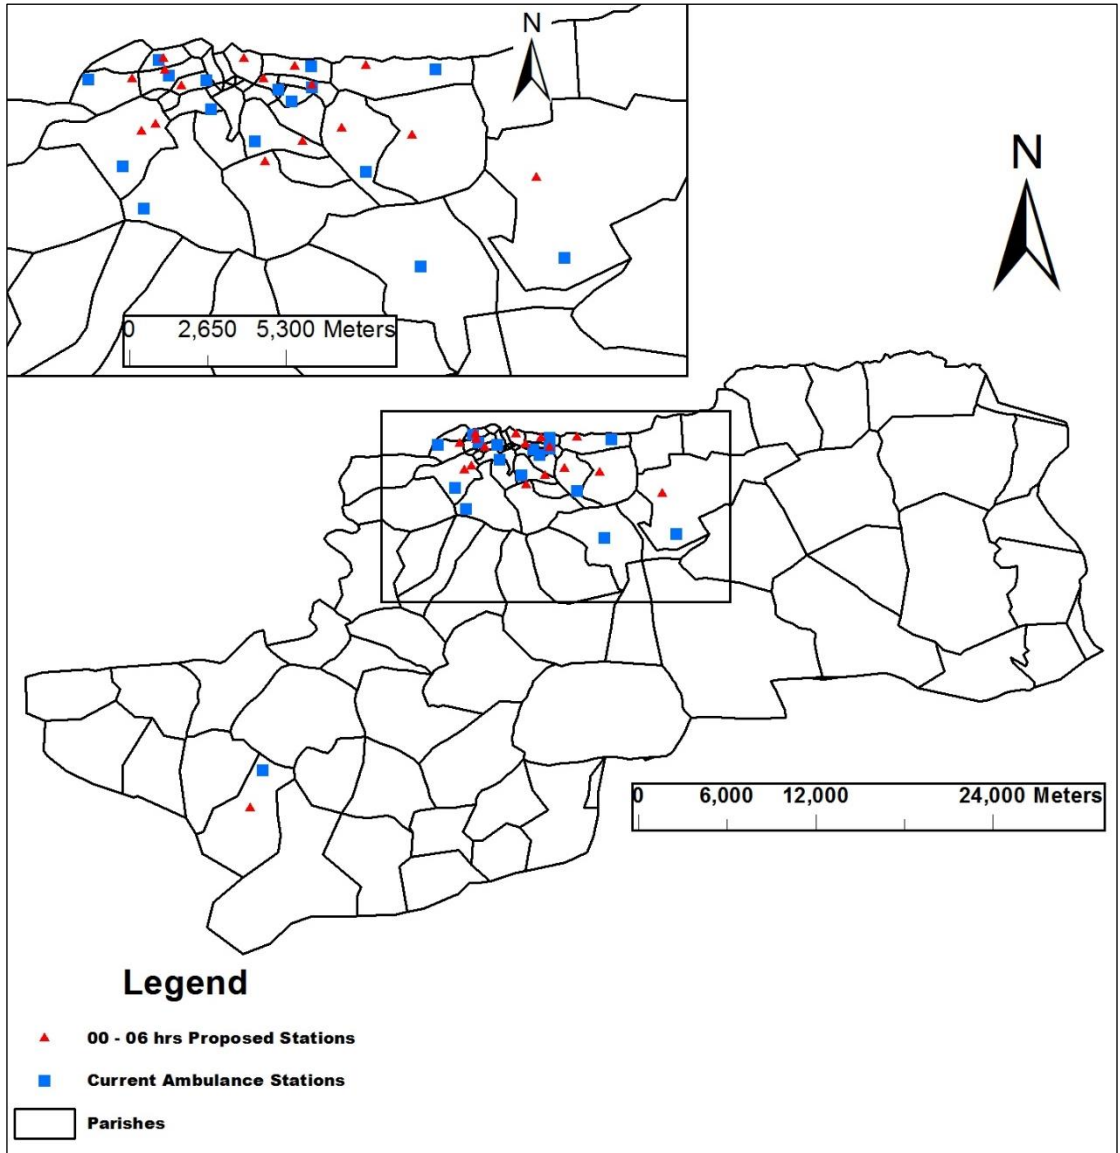 N
0 2,650 5,300 Meters
N
0 6,000 12,000 24,000 Meters
Legend
00 - 06 hrs Proposed Stations
Current Ambulance Stations
Parishes